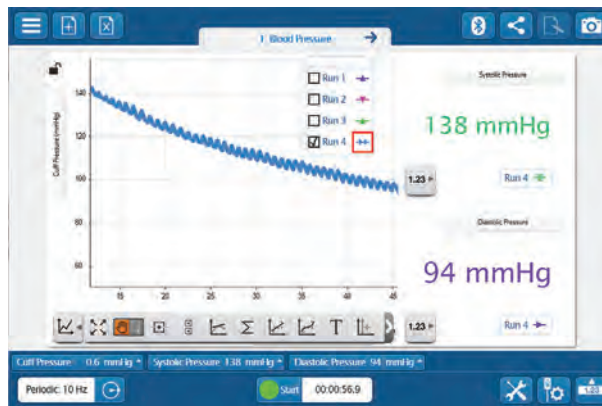 1 Blood Pressure
Run 1
Run 2
Run 3
Run 4
Cuff Pressure (mmHg)
140
120
100
80
60
15
20
25
30
35
40
45
Systolic Pressure
138 mmHg
1.23
Run 4
Diastolic Pressure
94 mmHg
1.23
Run 4
Σ
T
Cuff Pressure 0.6 mmHg
Systolic Pressure 138 mmHg
Diastolic Pressure 94 mmHg
Periodic: 10 Hz
Start
00:00:56.9